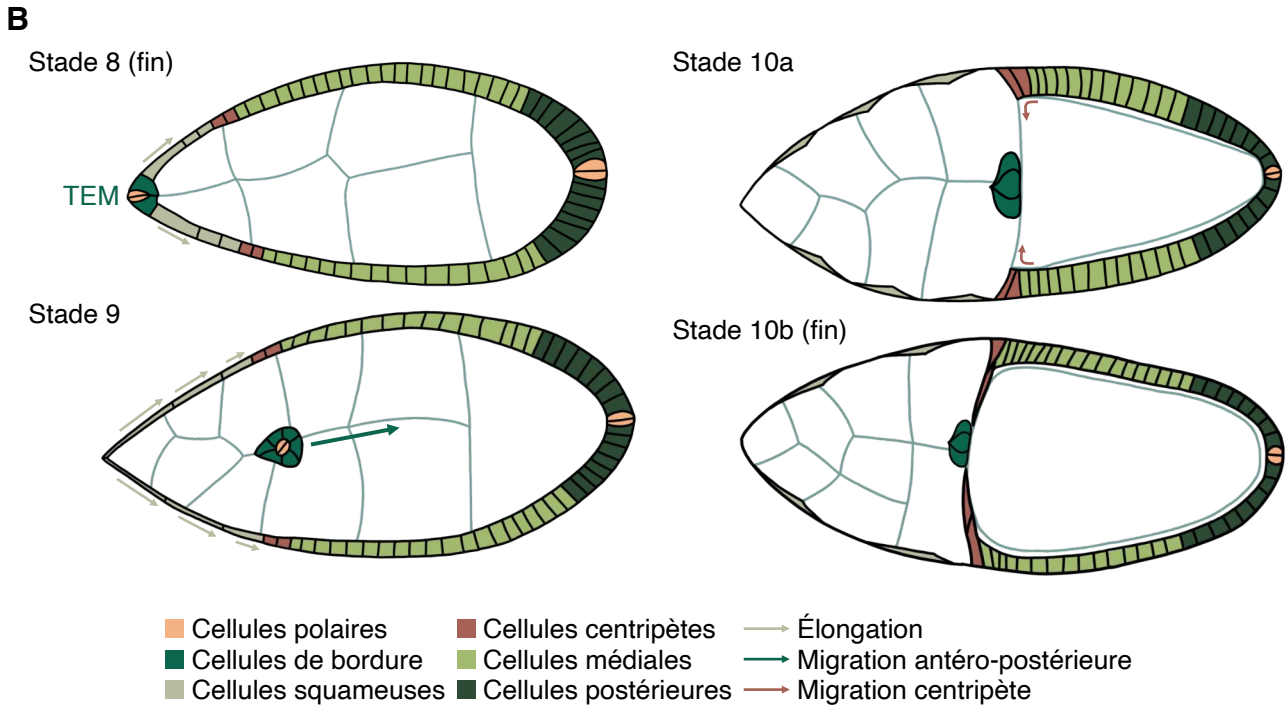 B
Stade 8 (fin)
TEM
Stade 9
Stade 10a
Stade 10b (fin)
Cellules polaires
Cellules de bordure
Cellules squameuses
Cellules centripètes
Cellules médiales
Cellules postérieures
Élongation
Migration antéro-postérieure
Migration centripète